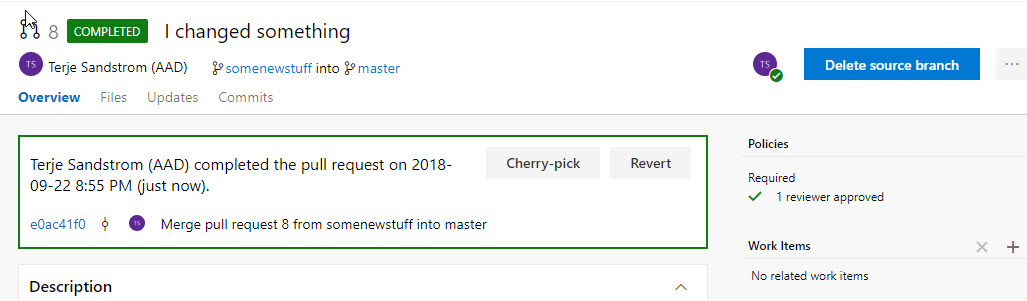 8 COMPLETED I changed something
TS Terje Sandstrom (AAD) somenewstuff into master
TS Delete source branch ...
Overview Files Updates Commits
Terje Sandstrom (AAD) completed the pull request on 2018-
09-22 8:55 PM (just now).
Cherry-pick Revert
e0ac41f0 TS Merge pull request 8 from somenewstuff into master
Description
Policies
Required
1 reviewer approved
Work Items
No related work items